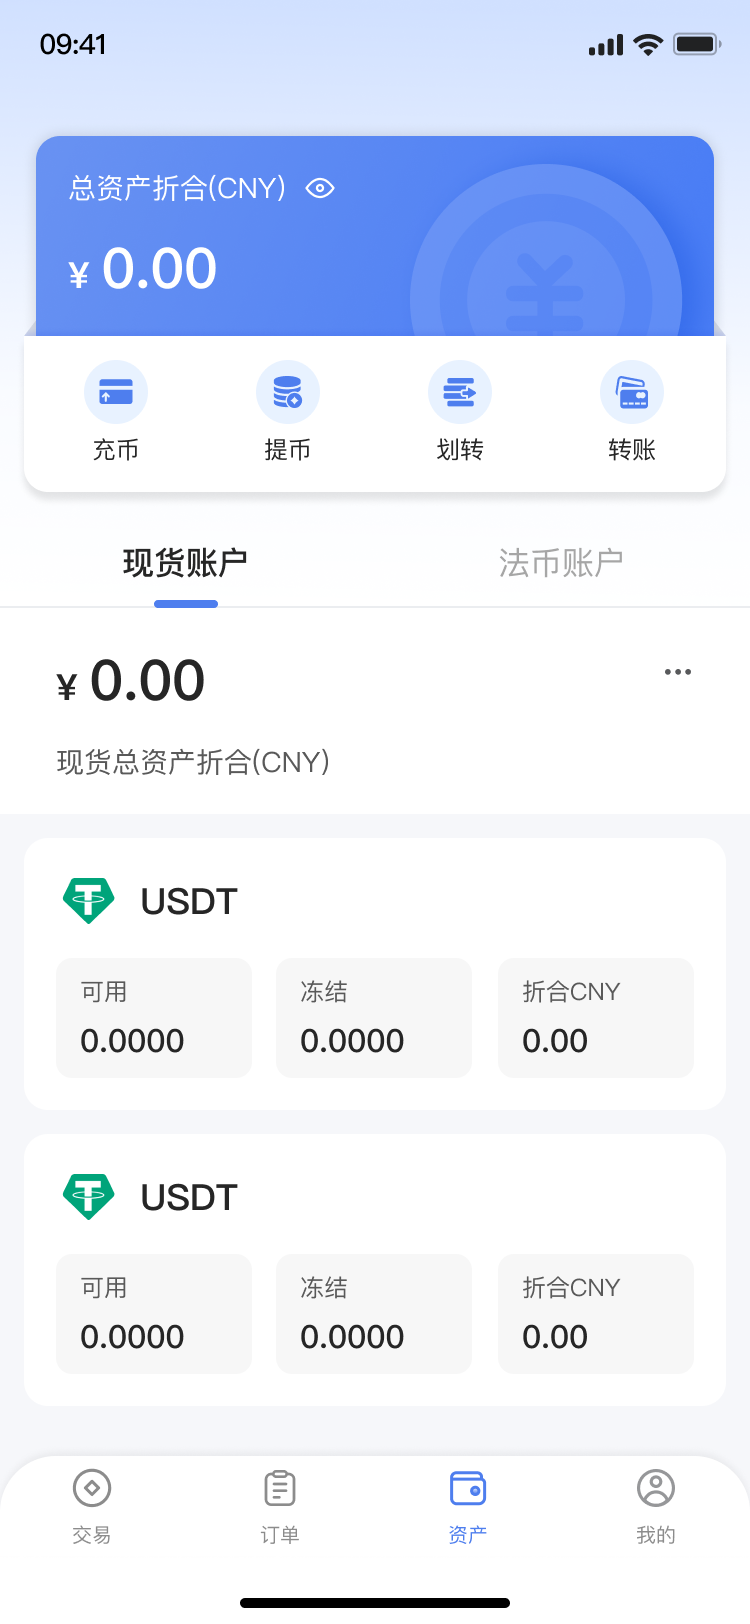 09:41
总资产折合(CNY)
¥ 0.00
充币 提币 划转 转账
现货账户 法币账户
¥ 0.00
现货总资产折合(CNY)
USDT
可用 冻结 折合CNY
0.0000 0.0000 0.00
USDT
可用 冻结 折合CNY
0.0000 0.0000 0.00
交易 订单 资产 我的